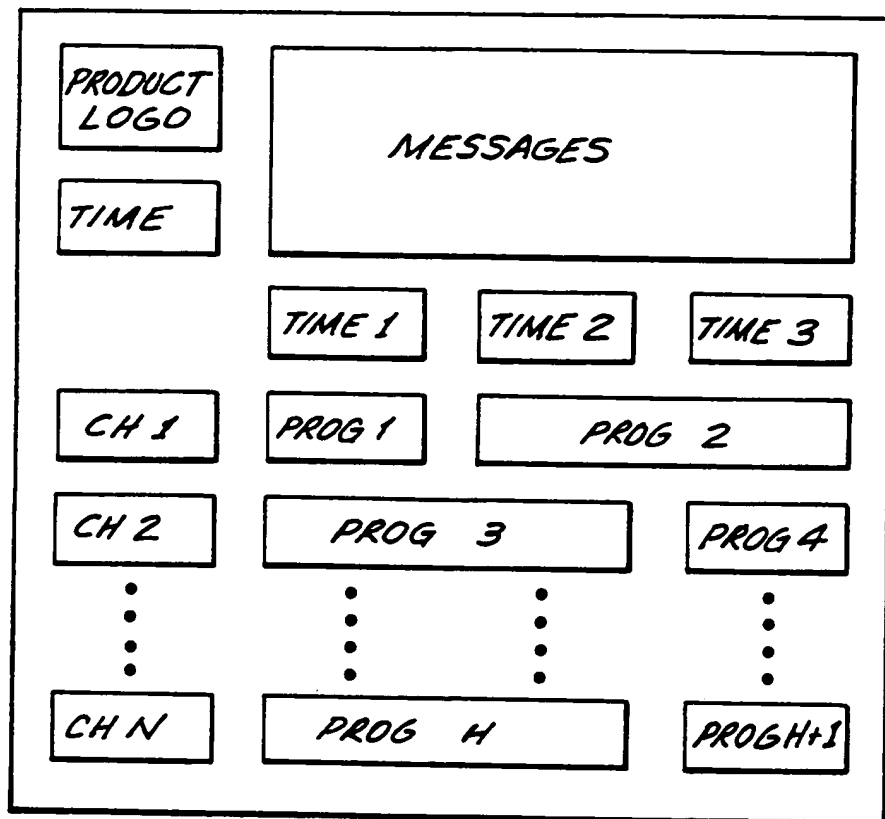 PRODUCT
LOGO
MESSAGES
TIME
TIME 1
TIME 2
TIME 3
CH 1
PROG 1
PROG 2
CH 2
PROG 3
PROG 4
CH N
PROG H
PROG H+1